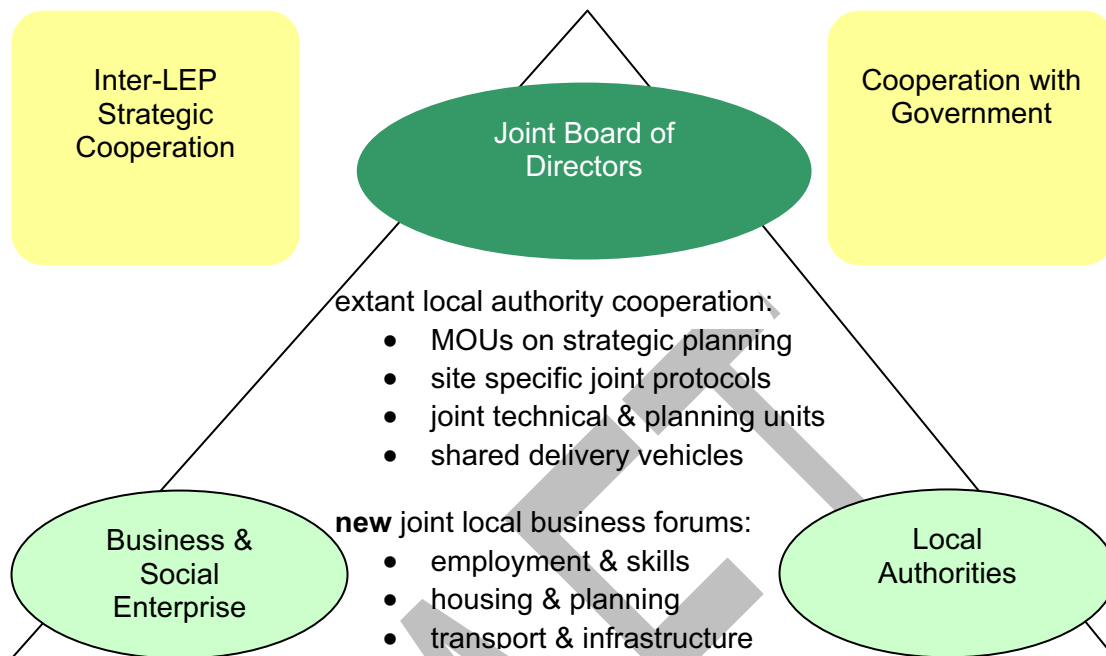 Inter-LEP
Strategic
Cooperation
Cooperation with
Government
Joint Board of
Directors
extant local authority cooperation:
• MOUs on strategic planning
• site specific joint protocols
• joint technical & planning units
• shared delivery vehicles
new joint local business forums:
• employment & skills
• housing & planning
• transport & infrastructure
Business &
Social
Enterprise
Local
Authorities